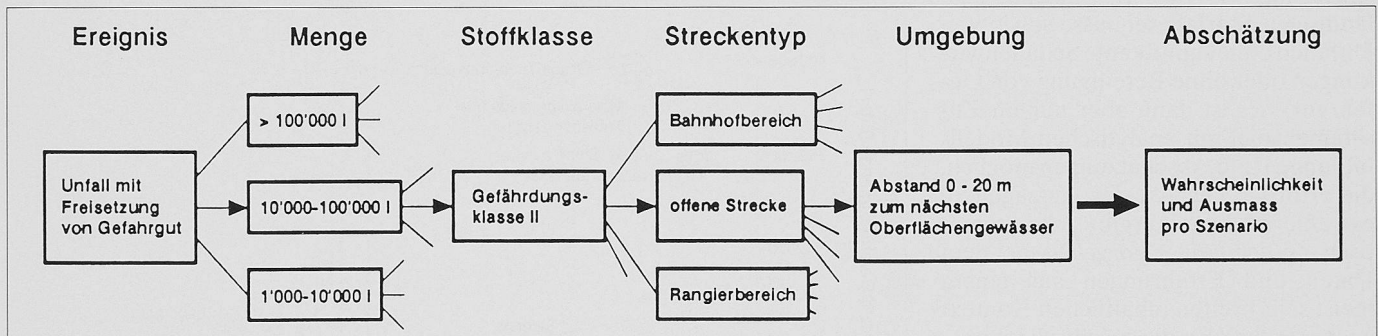 Ereignis Menge Stoffklasse Streckentyp Umgebung Abschätzung
Unfall mit
Freisetzung
von Gefahrgut
> 100'000 l
10'000-100'000 l
1'000-10'000 l
Gefährdungs-
klasse II
Bahnhofbereich
offene Strecke
Rangierbereich
Abstand 0 - 20 m
zum nächsten
Oberflächengewässer
Wahrscheinlichkeit
und Ausmass
pro Szenario